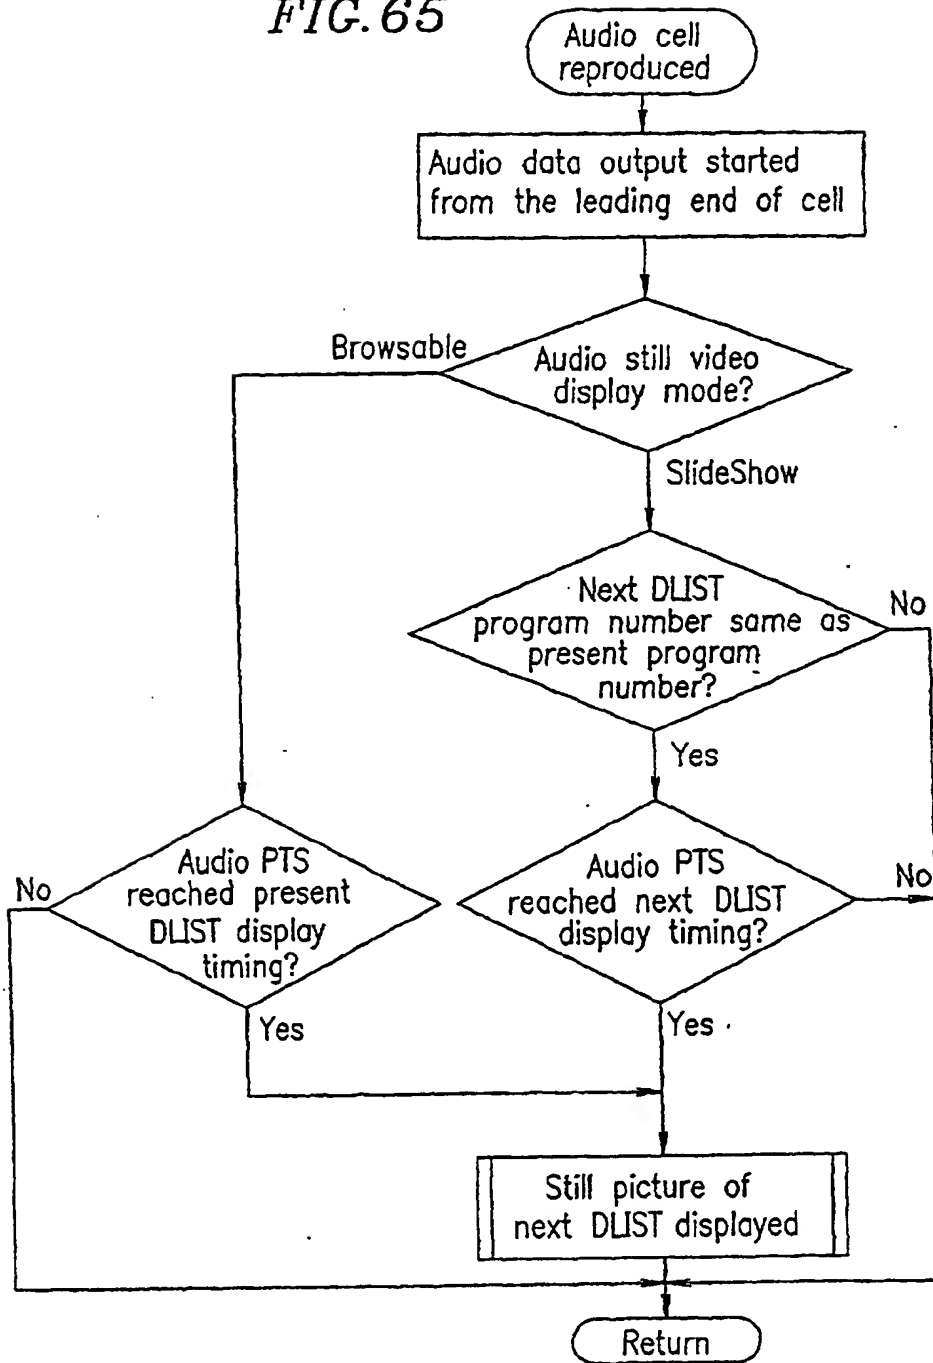 FIG. 65
Audio cell
reproduced
Audio data output started
from the leading end of cell
Audio still video
display mode?
Browsable
SlideShow
Next DLIST
program number same as
present program
number?
No
Yes
Audio PTS
reached present
DLIST display
timing?
No
Yes
Audio PTS
reached next DLIST
display timing?
No
Yes
Still picture of
next DLIST displayed
Return